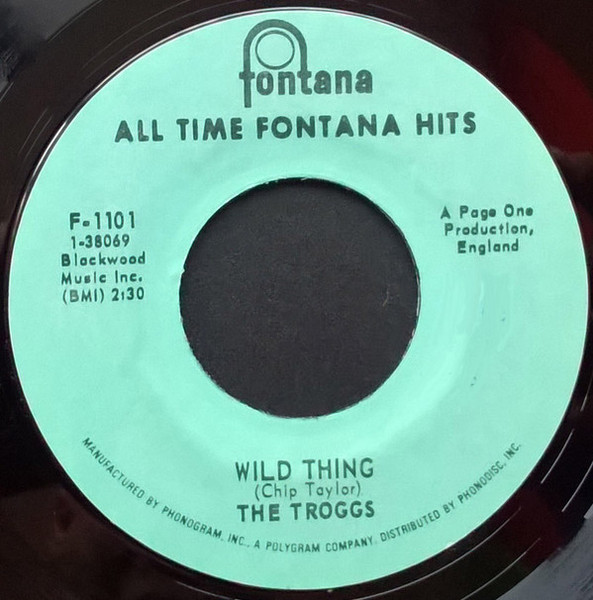 fontana
ALL TIME FONTANA HITS
F-1101
1-38069
Blackwood
Music Inc.
(BMI) 2:30
A Page One
Production,
England
WILD THING
(Chip Taylor)
THE TROGGS
MANUFACTURED BY PHONOGRAM, INC., A POLYGRAM COMPANY. DISTRIBUTED BY PHONODISC, INC.